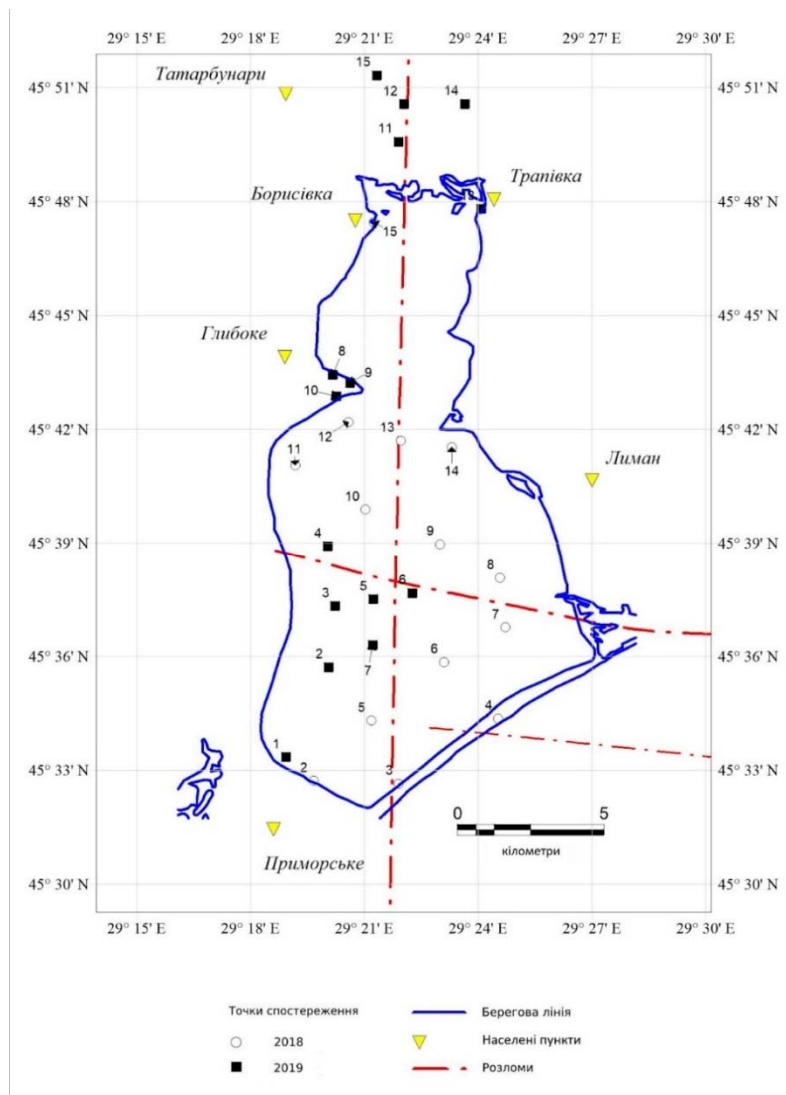 29° 15' E 29° 18' E 29° 21' E 29° 24' E 29° 27' E 29° 30' E
Татарбунари
15
45° 51' N 12 14 45° 51' N
11
Трапівка
45° 48' N Борисівка 13 45° 48' N
15
45° 45' N 45° 45' N
Глибоке
8
9
10
45° 42' N 45° 42' N
12 13
11 14 Лиман
10
9
45° 39' N 4 45° 39' N
8
5 6
3
7
45° 36' N 2 7 6 45° 36' N
5 4
1
45° 33' N 2 3 45° 33' N
0 5
кілометри
Приморське
45° 30' N 45° 30' N
29° 15' E 29° 18' E 29° 21' E 29° 24' E 29° 27' E 29° 30' E
Точки спостереження
2018
2019
Берегова лінія
Населені пункти
Розломи